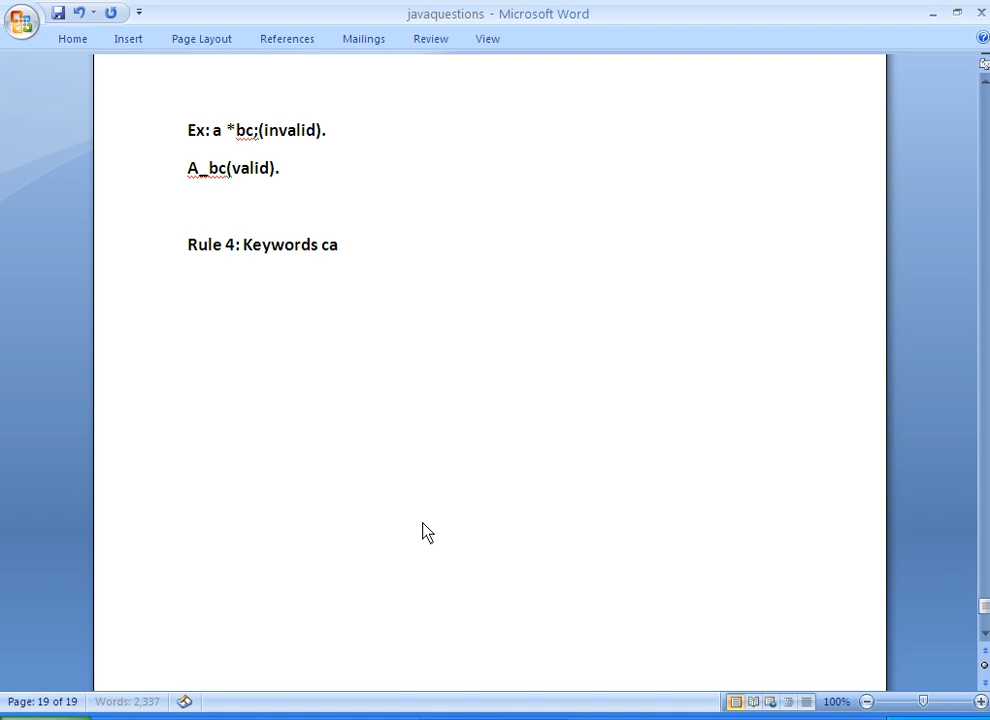 javaquestions - Microsoft Word
Home Insert Page Layout References Mailings Review View
Ex: a *bc;(invalid).
A_bc(valid).
Rule 4: Keywords ca
Page: 19 of 19 Words: 2,337 100%